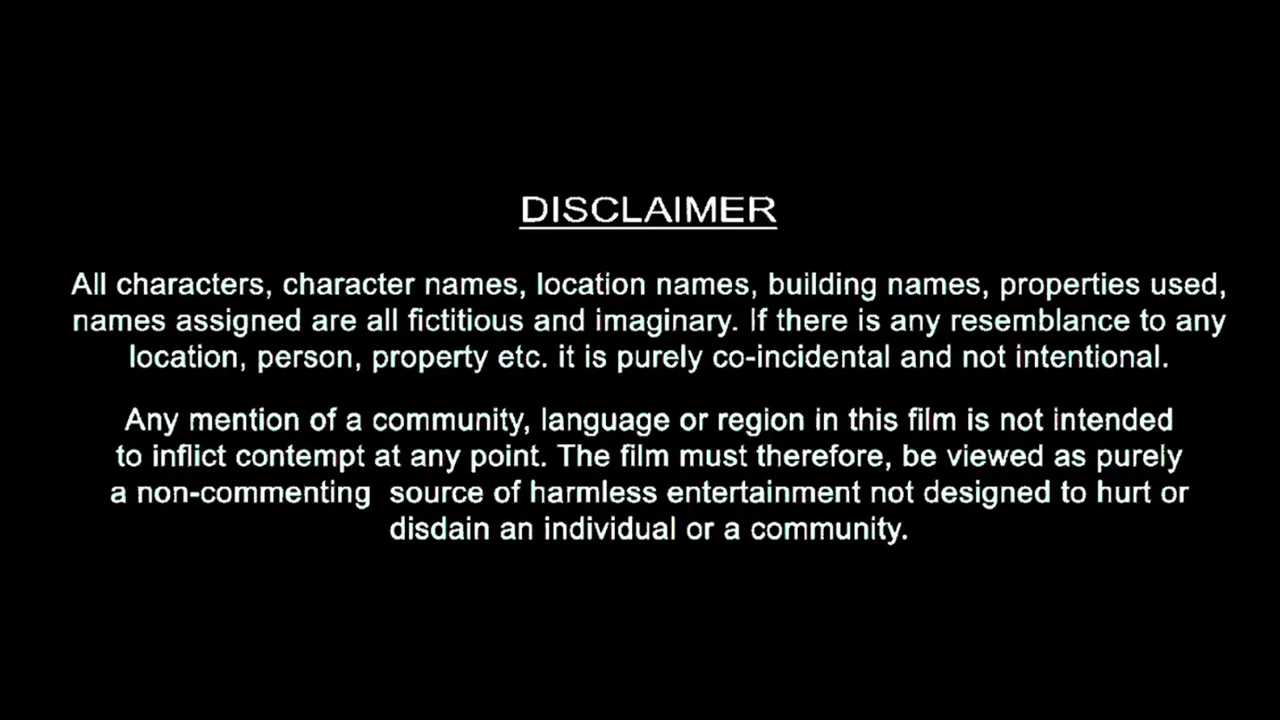 DISCLAIMER
All characters, character names, location names, building names, properties used,
names assigned are all fictitious and imaginary. If there is any resemblance to any
location, person, property etc. it is purely co-incidental and not intentional.
Any mention of a community, language or region in this film is not intended
to inflict contempt at any point. The film must therefore, be viewed as purely
a non-commenting  source of harmless entertainment not designed to hurt or
disdain an individual or a community.